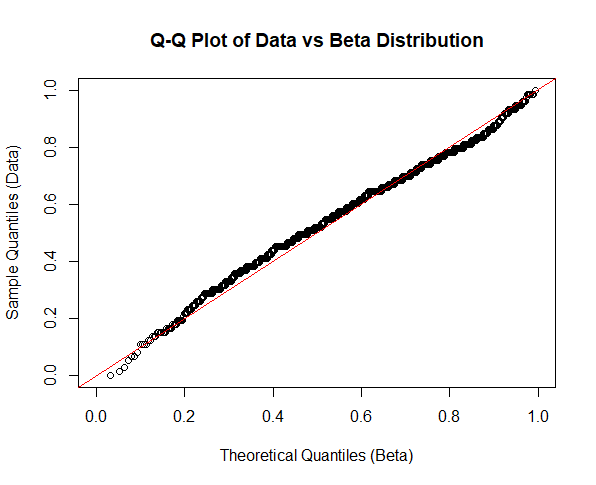 Q-Q Plot of Data vs Beta Distribution
Sample Quantiles (Data)
1.0
0.8
0.6
0.4
0.2
0.0
0.0 0.2 0.4 0.6 0.8 1.0
Theoretical Quantiles (Beta)